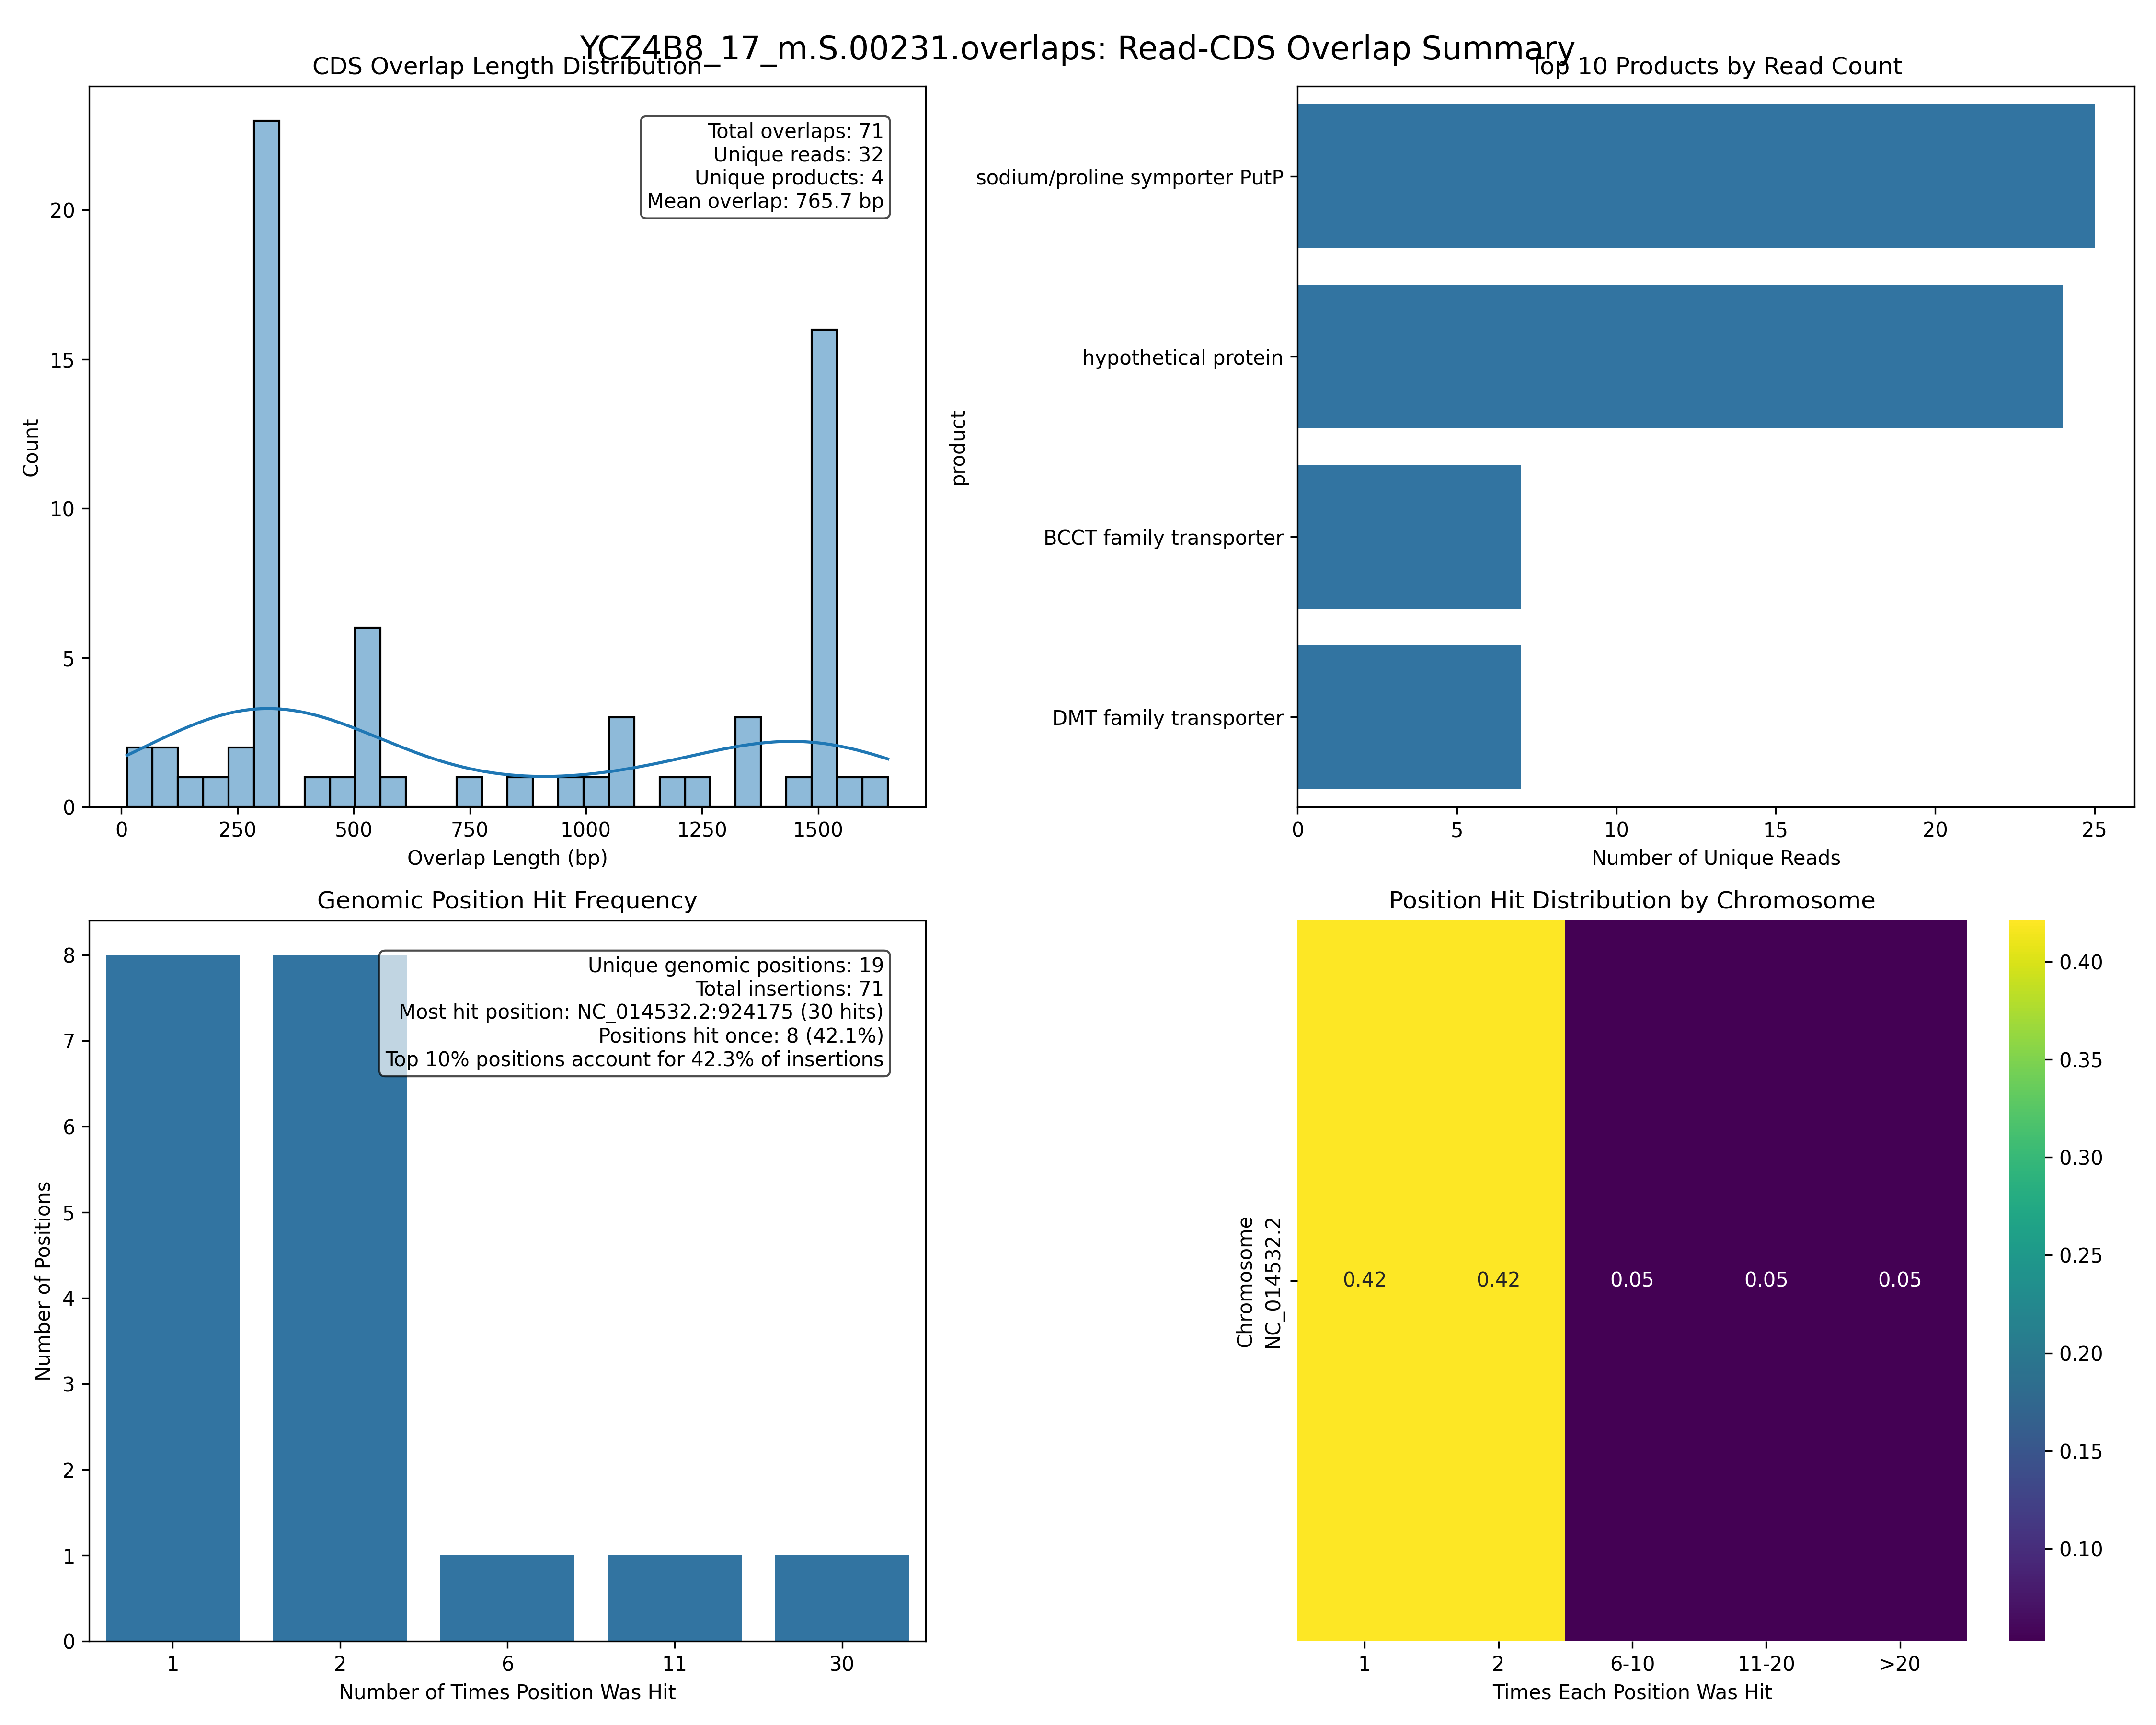 YCZ4B8_17_m.S.00231.overlaps: Read-CDS Overlap Summary
CDS Overlap Length Distribution
Total overlaps: 71
Unique reads: 32
Unique products: 4
Mean overlap: 765.7 bp
Count
20
15
10
5
0
0 250 500 750 1000 1250 1500
Overlap Length (bp)
Top 10 Products by Read Count
product
sodium/proline symporter PutP
hypothetical protein
BCCT family transporter
DMT family transporter
0 5 10 15 20 25
Number of Unique Reads
Genomic Position Hit Frequency
Unique genomic positions: 19
Total insertions: 71
Most hit position: NC_014532.2:924175 (30 hits)
Positions hit once: 8 (42.1%)
Top 10% positions account for 42.3% of insertions
Number of Positions
8
7
6
5
4
3
2
1
0
1 2 6 11 30
Number of Times Position Was Hit
Position Hit Distribution by Chromosome
Chromosome
NC_014532.2
0.42 0.42 0.05 0.05 0.05
1 2 6-10 11-20 >20
Times Each Position Was Hit
0.40
0.35
0.30
0.25
0.20
0.15
0.10